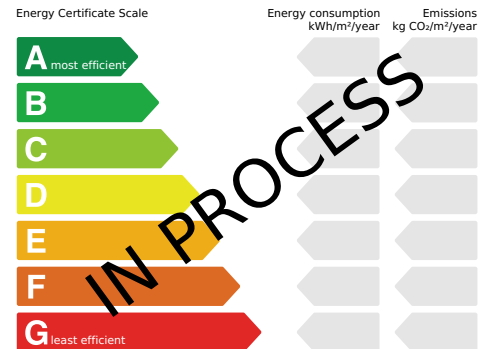 Energy Certificate Scale
Energy consumption
kWh/m²/year
Emissions
kg CO₂/m²/year
A most efficient
B
C
D
E
F
G least efficient
IN PROCESS